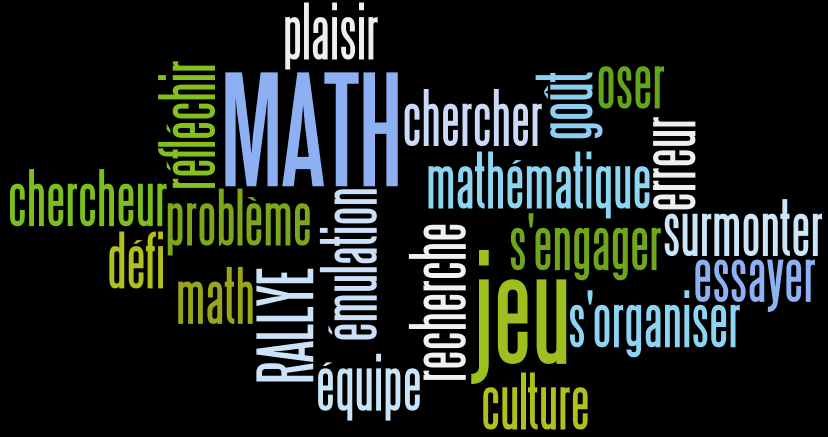 plaisir
réfléchir
MATH
chercher
goût
oser
erreur
mathématique
chercheur
problème
émulation
surmonter
s'engager
recherche
défi
essayer
math
RALLYE
jeu
s'organiser
équipe
culture